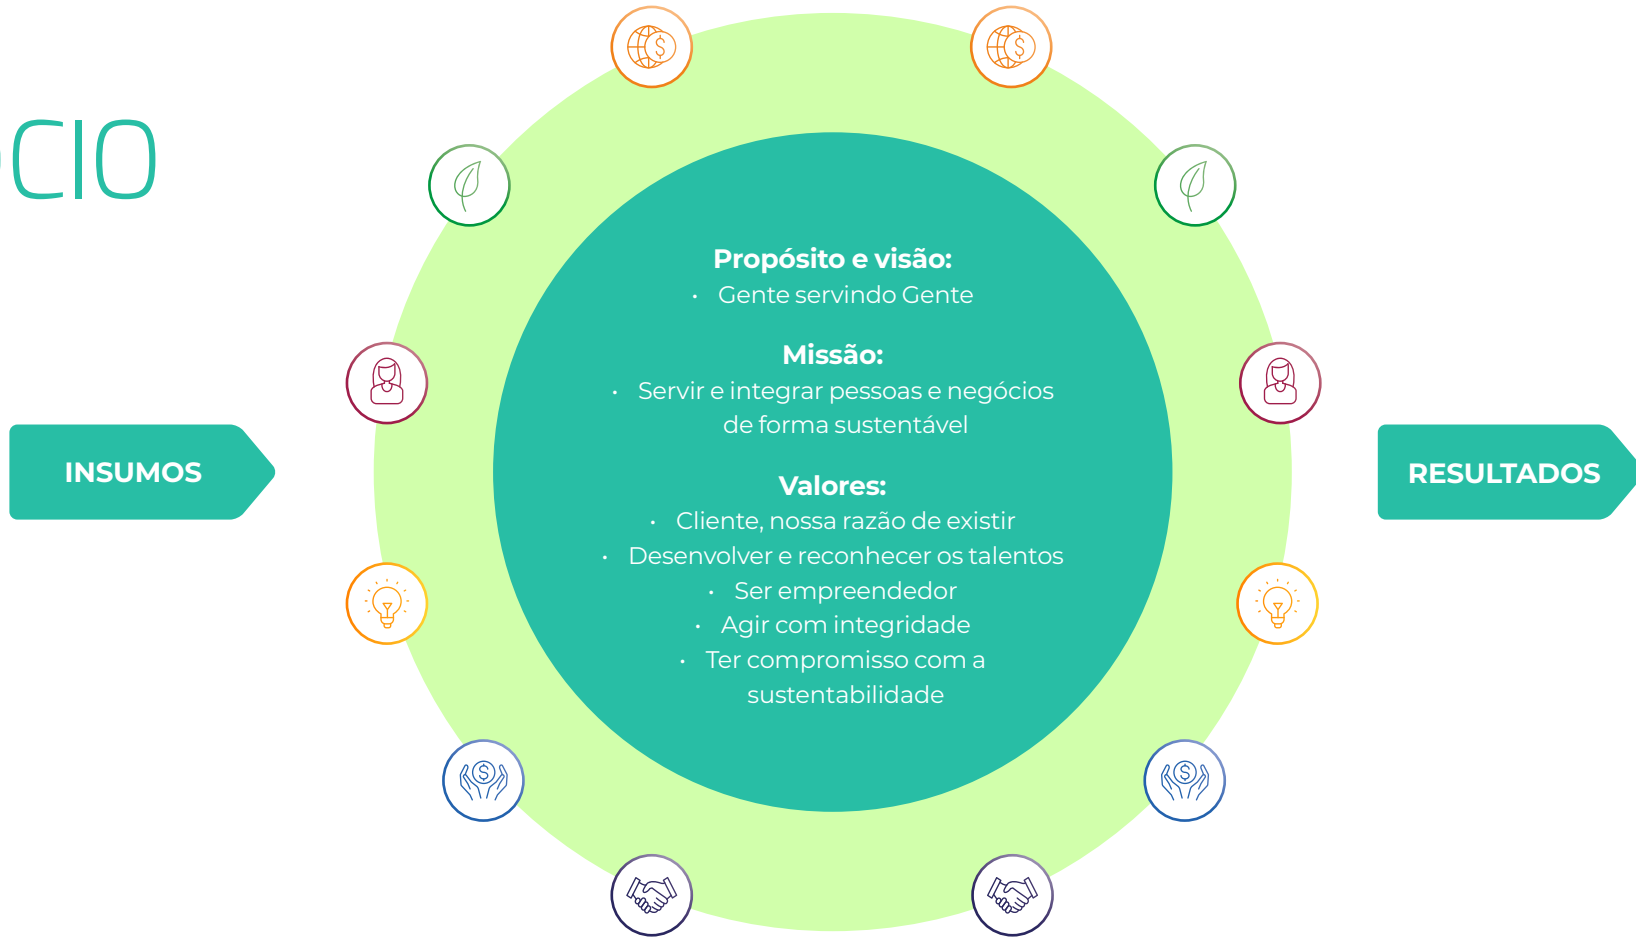 CIO
Propósito e visão:
• Gente servindo Gente
Missão:
• Servir e integrar pessoas e negócios
de forma sustentável
INSUMOS
RESULTADOS
Valores:
• Cliente, nossa razão de existir
• Desenvolver e reconhecer os talentos
• Ser empreendedor
• Agir com integridade
• Ter compromisso com a
sustentabilidade